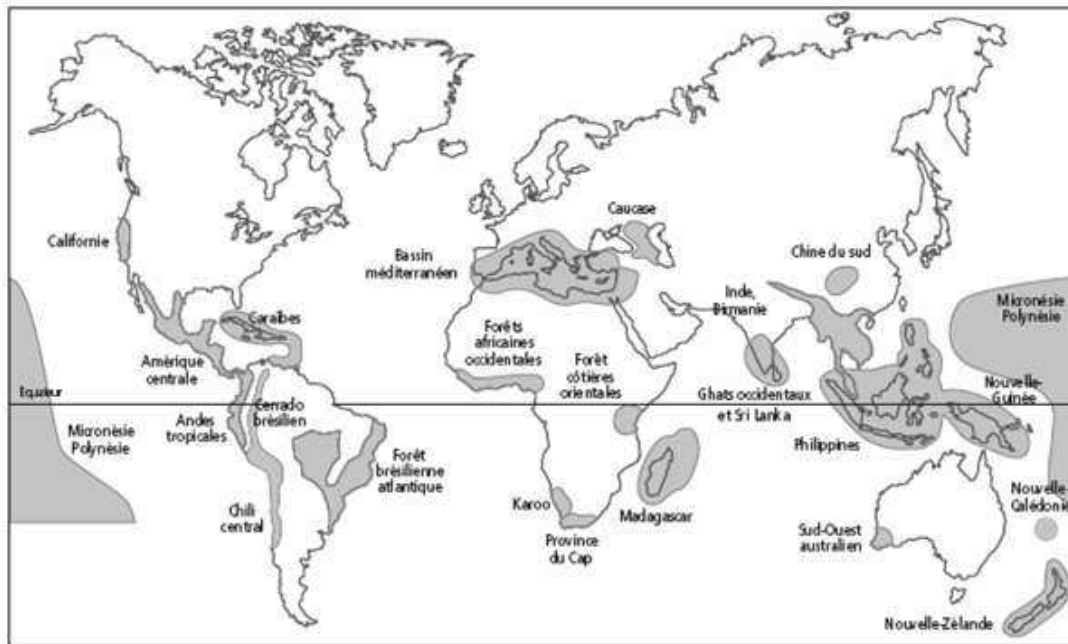 Caucase
Californie
Bassin
méditerranéen
Chine du sud
Inde,
Birmanie
Micronésie
Polynésie
Caraïbes
Forêts
africaines
occidentales
Forêt
côtières
orientales
Amérique
centrale
Equateur
Ghats occidentaux
et Sri Lanka
Nouvelle-
Guinée
Andes
tropicales
Cerrado
brésilien
Micronésie
Polynésie
Philippines
Forêt
brésilienne
atlantique
Chili
central
Karoo
Province
du Cap
Madagascar
Sud-Ouest
australien
Nouvelle-
Calédonie
Nouvelle-Zélande